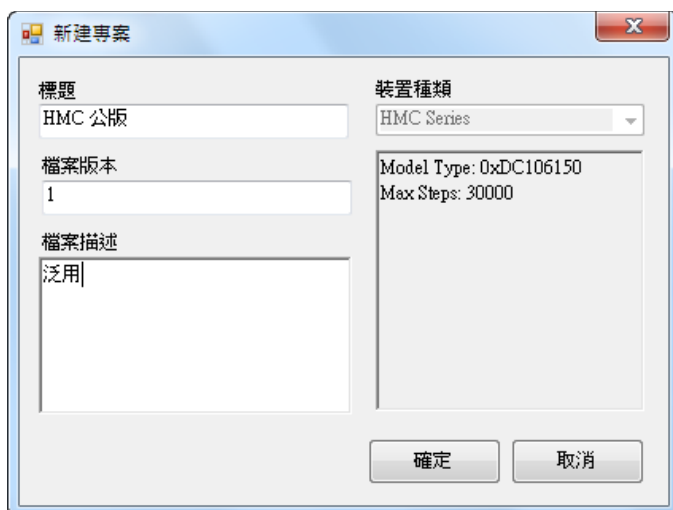 新建專案
標題
HMC 公版
檔案版本
1
檔案描述
泛用
裝置種類
HMC Series
Model Type: 0xDC106150
Max Steps: 30000
確定
取消